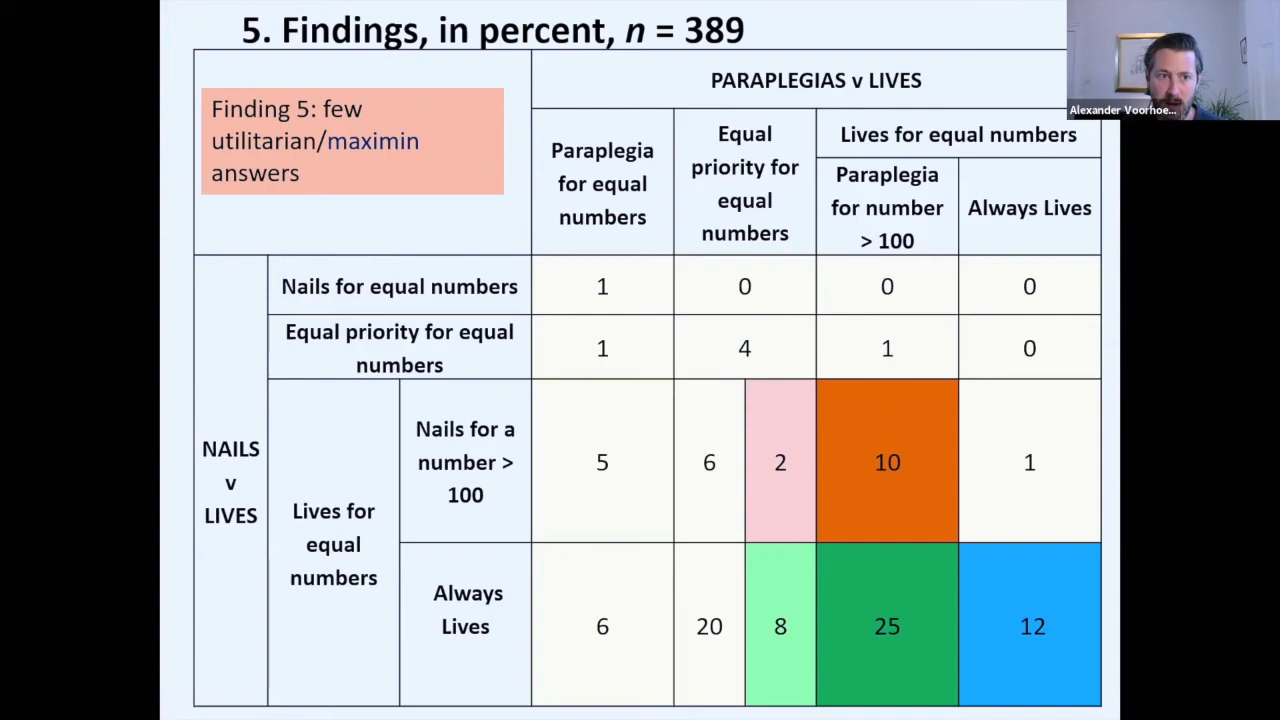 5. Findings, in percent, n = 389
Alexander Voorhoe...
Finding 5: few
utilitarian/maximin
answers
PARAPLEGIAS v LIVES
Paraplegia
for equal
numbers
Equal
priority for
equal
numbers
Lives for equal numbers
Paraplegia
for number
> 100
Always Lives
Nails for equal numbers
1
0
0
0
Equal priority for equal
numbers
1
4
1
0
NAILS
v
LIVES
Lives for
equal
numbers
Nails for a
number >
100
5
6
2
10
1
Always
Lives
6
20
8
25
12